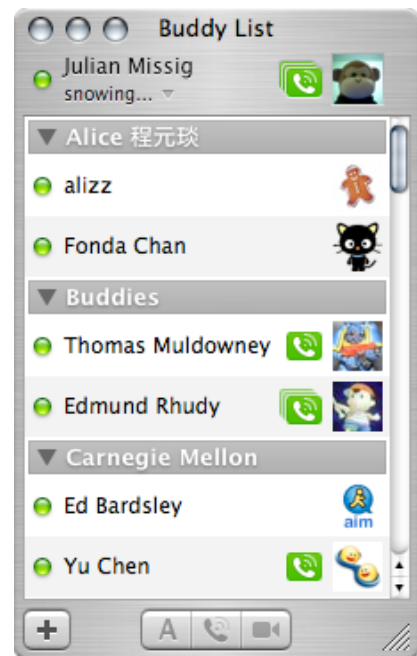 Buddy List
Julian Missig
snowing...
Alice 程元琰
alizz
Fonda Chan
Buddies
Thomas Muldowney
Edmund Rhudy
Carnegie Mellon
Ed Bardsley
aim
Yu Chen
A